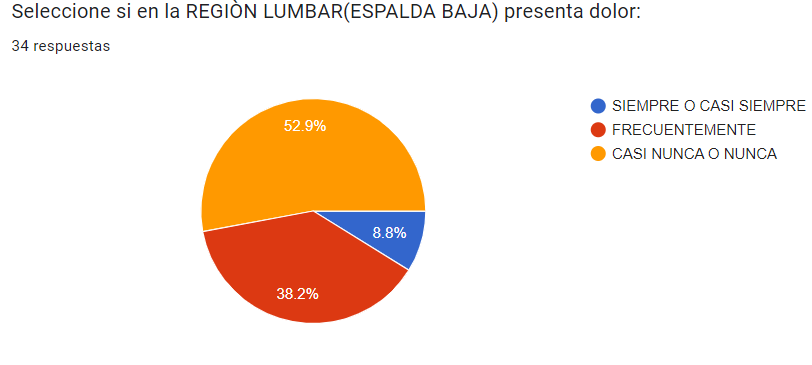 Seleccione si en la REGIÒN LUMBAR(ESPALDA BAJA) presenta dolor:
34 respuestas
SIEMPRE O CASI SIEMPRE
FRECUENTEMENTE
CASI NUNCA O NUNCA
52.9%
8.8%
38.2%